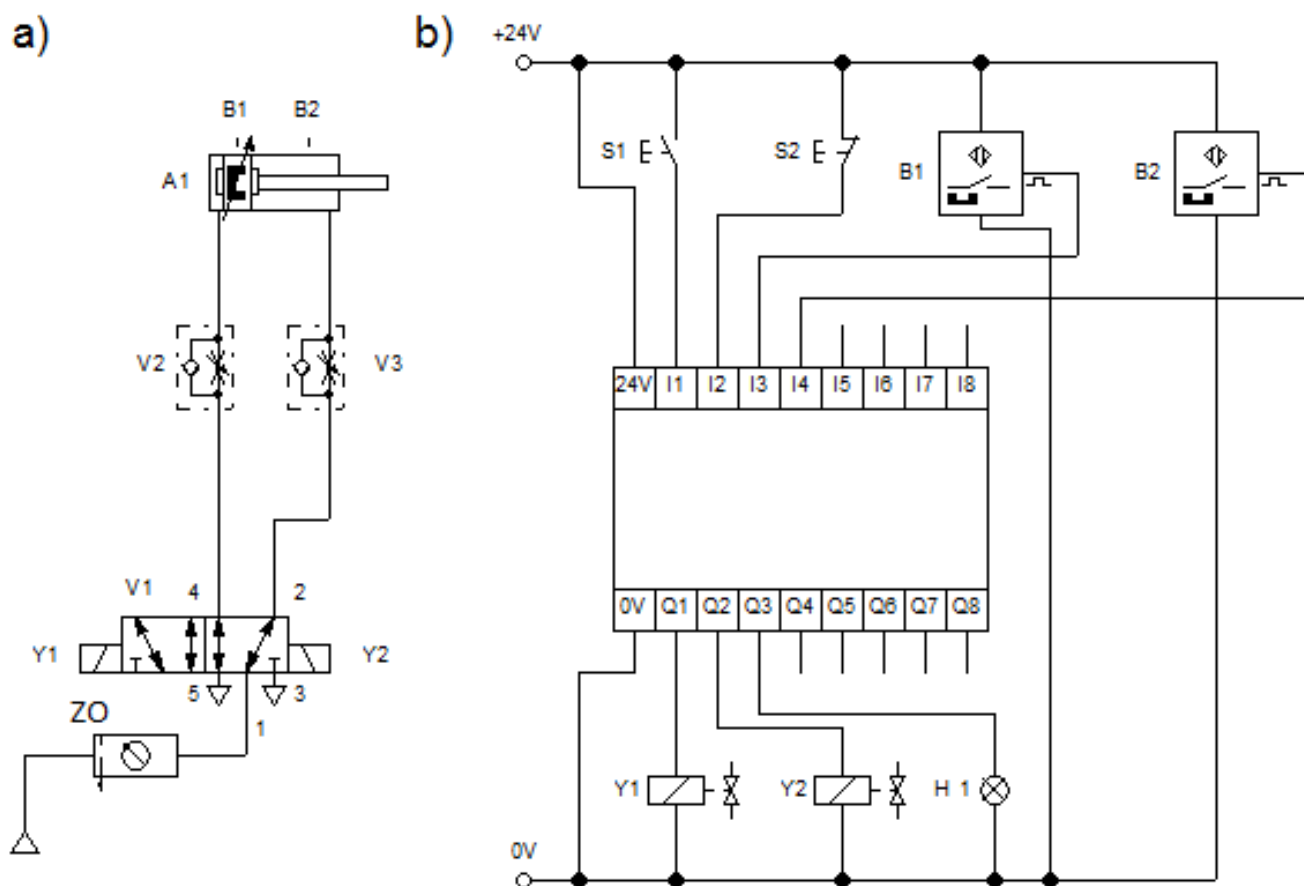 a)
B1 B2
A1
V2 V3
V1 4 2
Y1 Y2
5 3
ZO 1
b)
+24V
S1 S2 B1 B2
24V I1 I2 I3 I4 I5 I6 I7 I8
0V Q1 Q2 Q3 Q4 Q5 Q6 Q7 Q8
Y1 Y2 H 1
0V